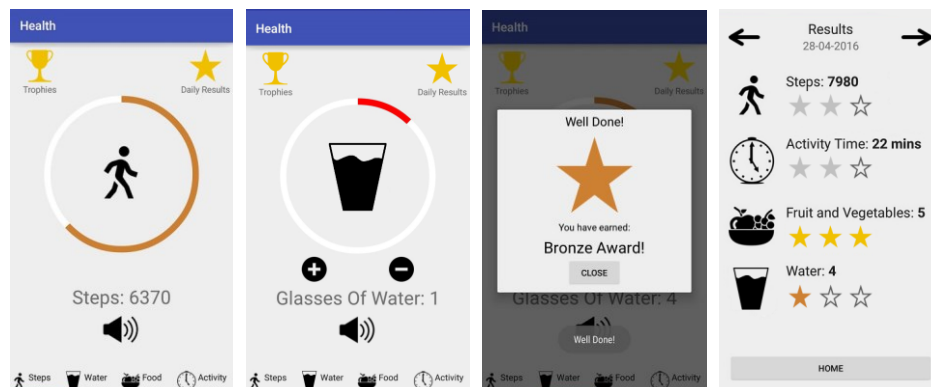 Health
Trophies
Daily Results
Steps: 6370
Steps
Water
Food
Activity
Health
Trophies
Daily Results
Glasses Of Water: 1
Steps
Water
Food
Activity
Health
Trophies
Daily Results
Well Done!
You have earned:
Bronze Award!
CLOSE
Glasses Of Water: 4
Well Done!
Steps
Water
Food
Activity
Results
28-04-2016
Steps: 7980
Activity Time: 22 mins
Fruit and Vegetables: 5
Water: 4
HOME